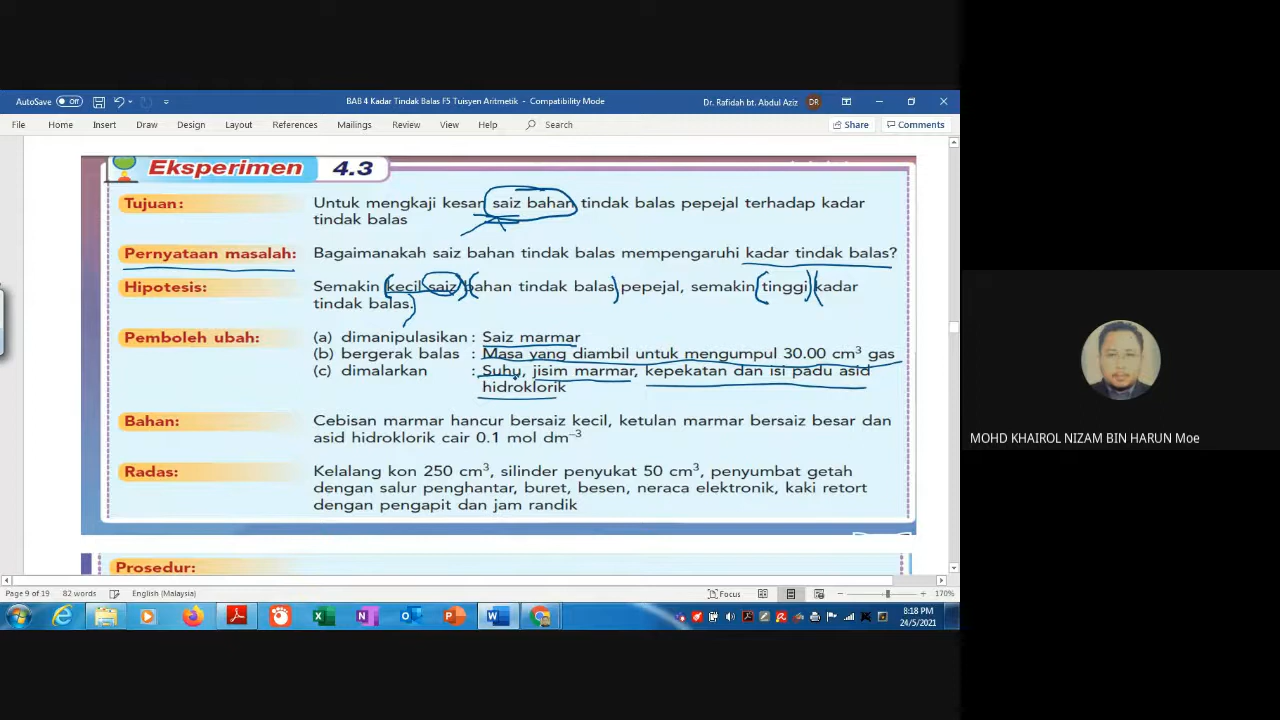 AutoSave Off
BAB 4 Kadar Tindak Balas F5 Tuisyen Aritmetik - Compatibility Mode
Dr. Rafidah bt. Abdul Aziz DR
File Home Insert Draw Design Layout References Mailings Review View Help Search Share Comments
Eksperimen 4.3
Tujuan: Untuk mengkaji kesan saiz bahan tindak balas pepejal terhadap kadar
tindak balas
Pernyataan masalah: Bagaimanakah saiz bahan tindak balas mempengaruhi kadar tindak balas?
Hipotesis: Semakin kecil saiz bahan tindak balas pepejal, semakin tinggi kadar
tindak balas.
Pemboleh ubah: (a) dimanipulasikan : Saiz marmar
(b) bergerak balas : Masa yang diambil untuk mengumpul 30.00 cm³ gas
(c) dimalarkan : Suhu, jisim marmar, kepekatan dan isi padu asid
hidroklorik
Bahan: Cebisan marmar hancur bersaiz kecil, ketulan marmar bersaiz besar dan
asid hidroklorik cair 0.1 mol dm⁻³
Radas: Kelalang kon 250 cm³, silinder penyukat 50 cm³, penyumbat getah
dengan salur penghantar, buret, besen, neraca elektronik, kaki retort
dengan pengapit dan jam randik
Prosedur:
Page 9 of 19 82 words English (Malaysia) Focus 170%
8:18 PM
24/5/2021
MOHD KHAIROL NIZAM BIN HARUN Moe